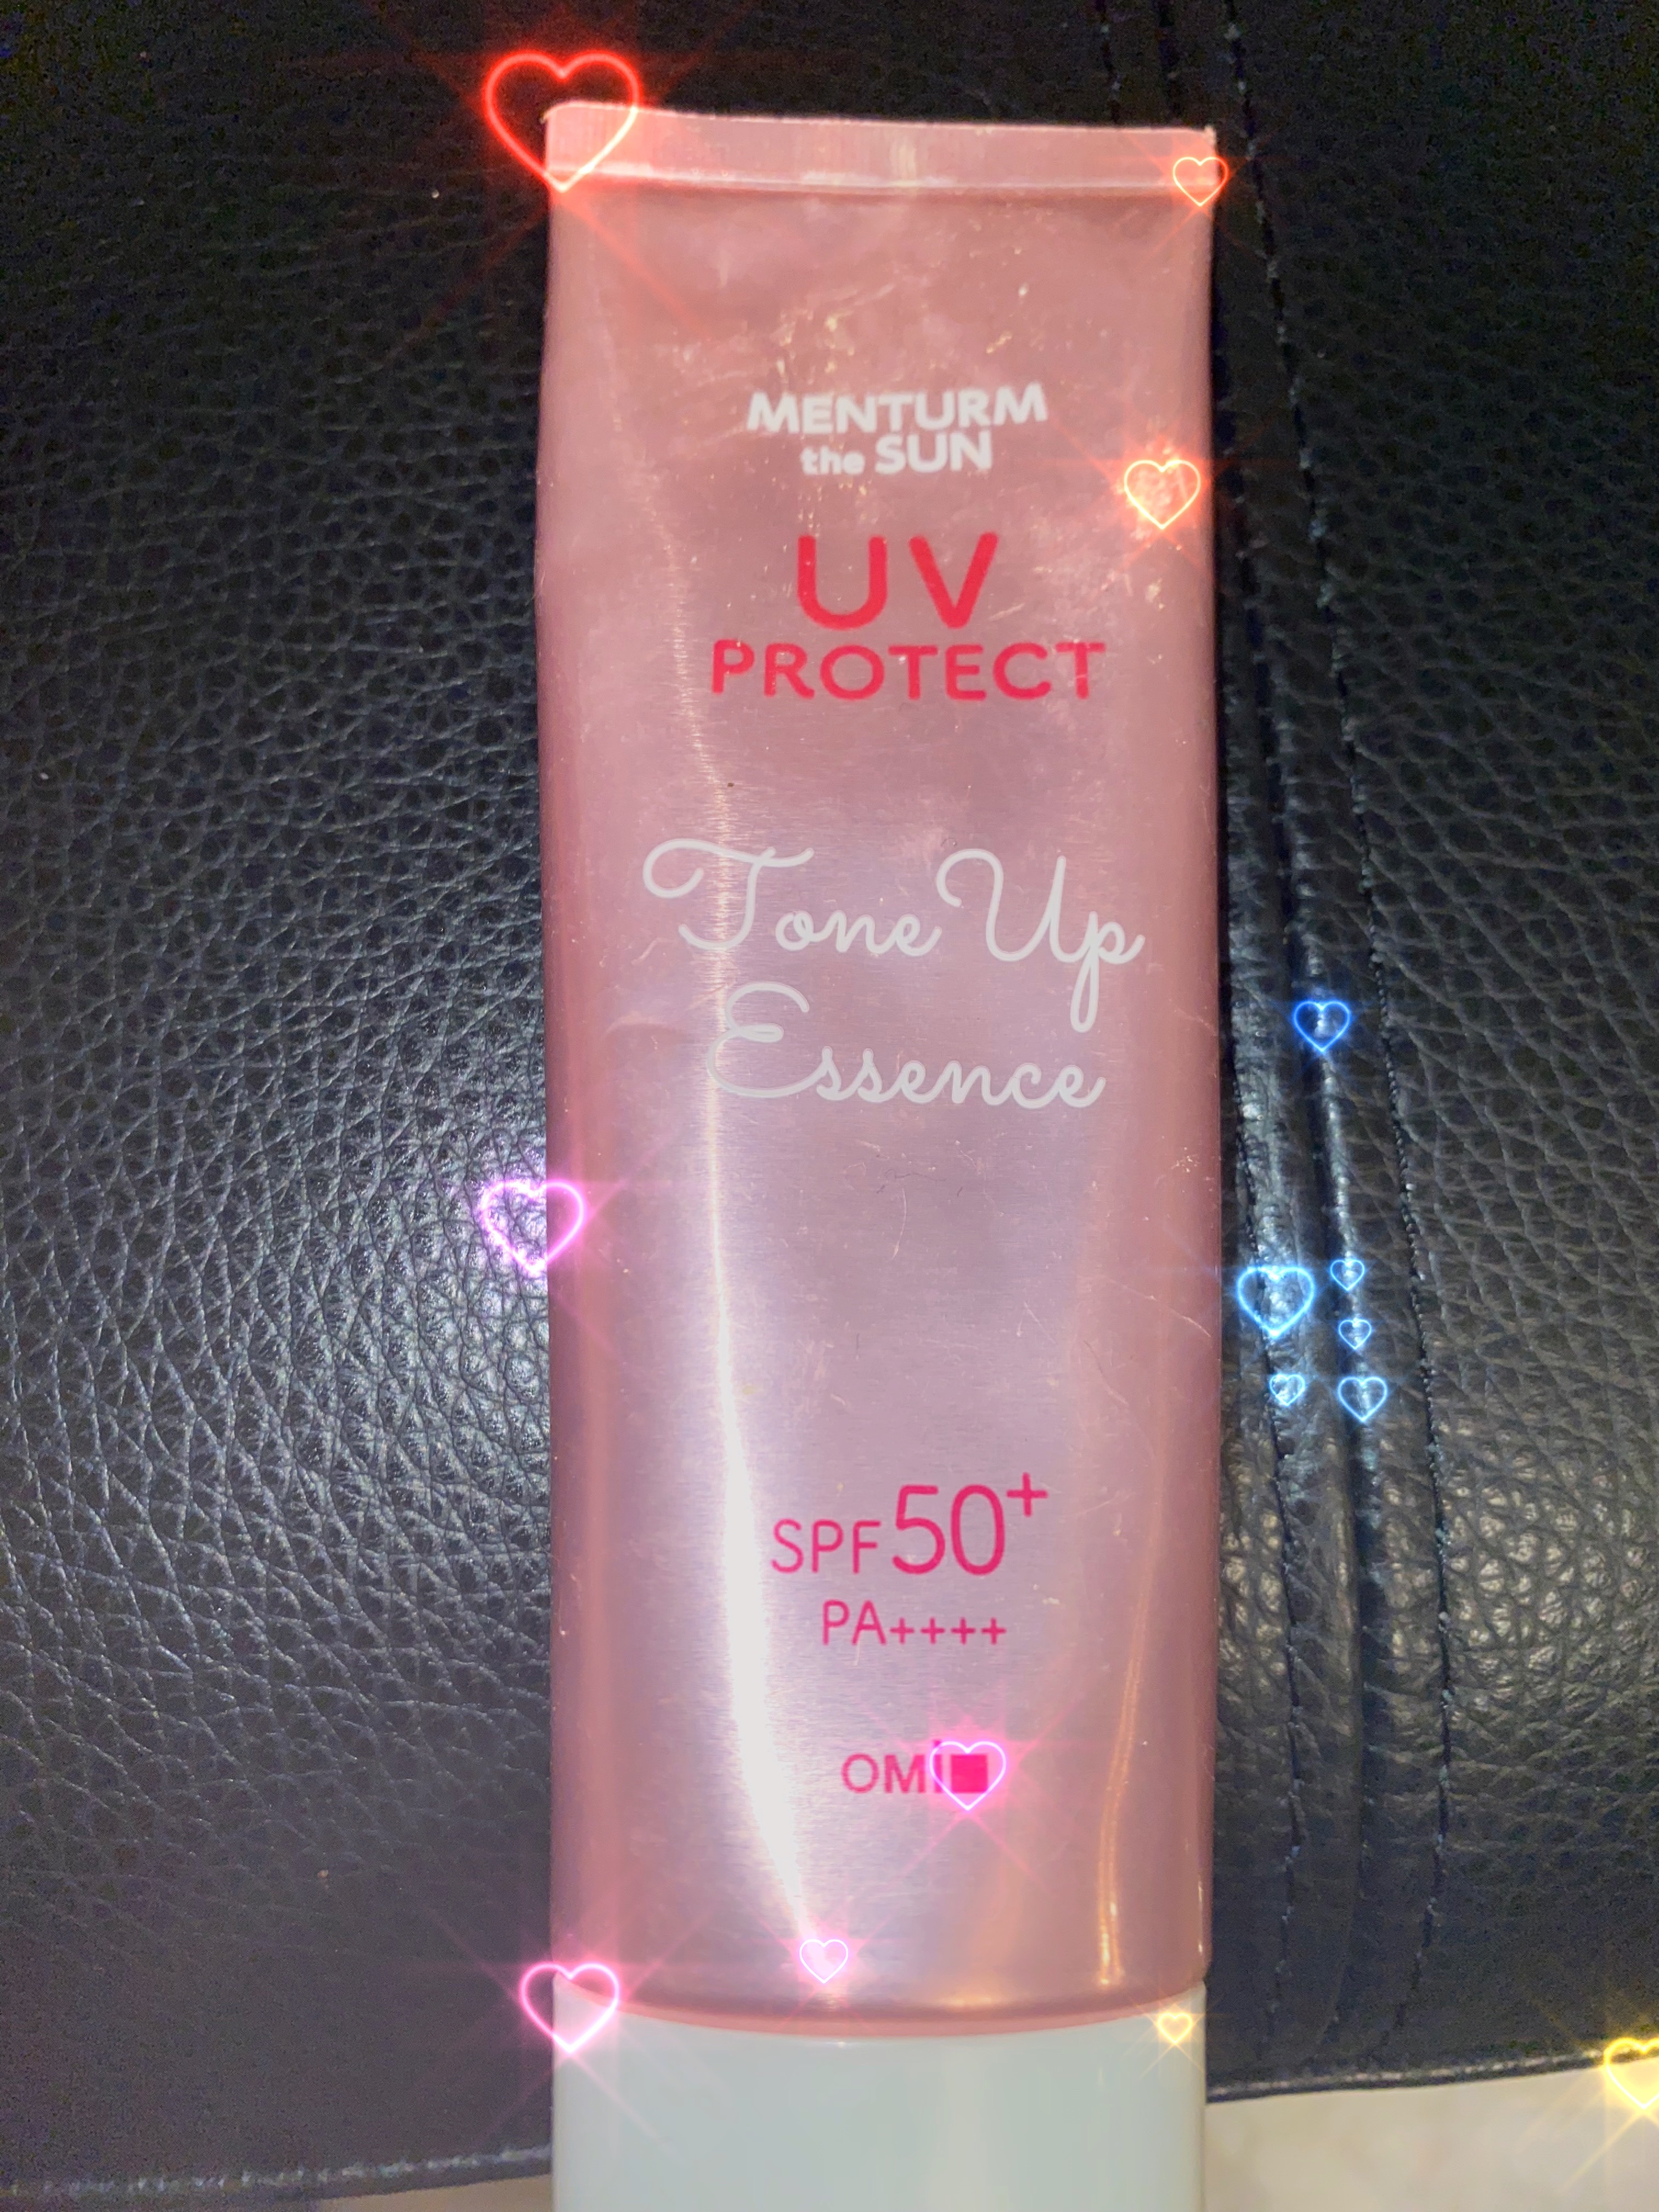 MENTURM
the SUN
UV
PROTECT
Tone Up
Essence
SPF50+
PA++++
OMI